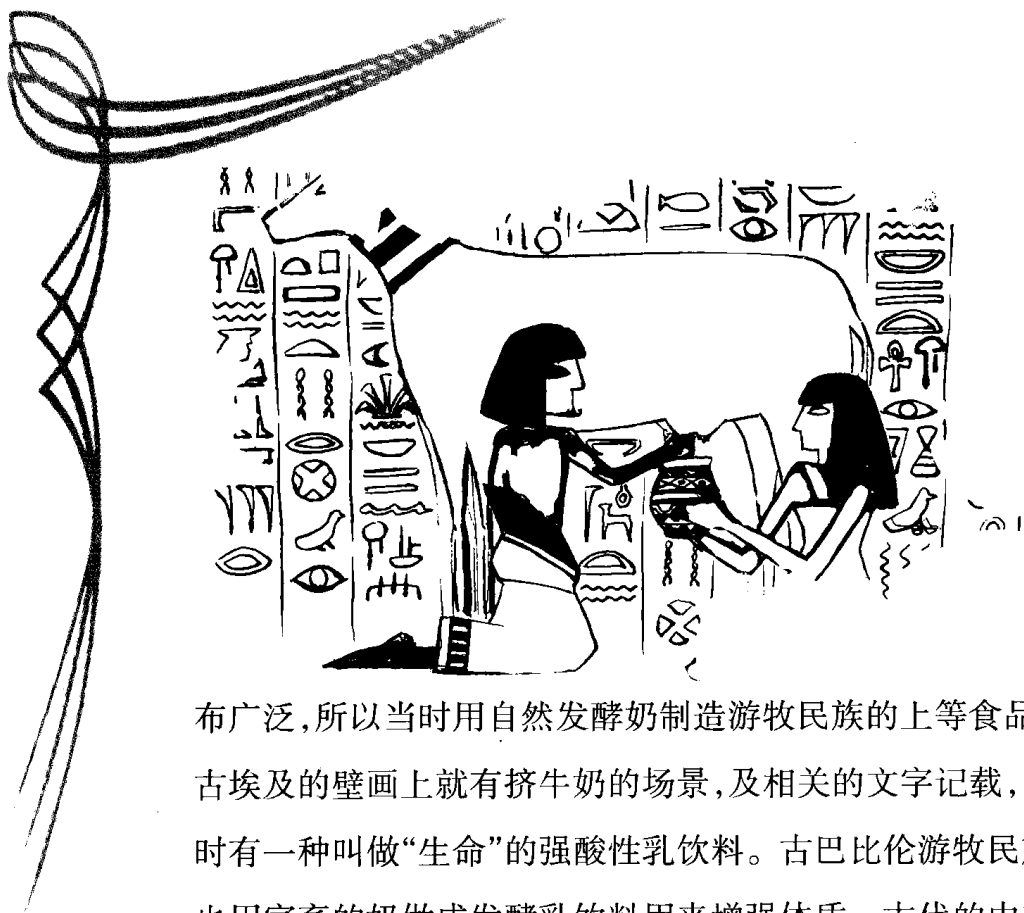 布广泛,所以当时用自然发酵奶制造游牧民族的上等食品
古埃及的壁画上就有挤牛奶的场景,及相关的文字记载,
时有一种叫做“生命”的强酸性乳饮料。古巴比伦游牧民